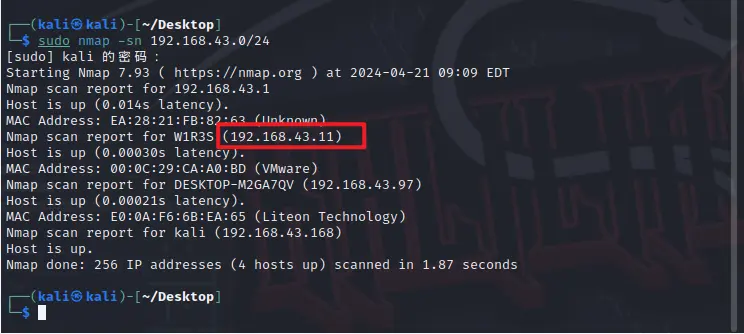 ┌──(kali㉿kali)-[~/Desktop]
└─$ sudo nmap -sn 192.168.43.0/24
[sudo] kali 的密码：
Starting Nmap 7.93 ( https://nmap.org ) at 2024-04-21 09:09 EDT
Nmap scan report for 192.168.43.1
Host is up (0.014s latency).
MAC Address: EA:28:21:FB:82:63 (Unknown)
Nmap scan report for W1R3S (192.168.43.11)
Host is up (0.00030s latency).
MAC Address: 00:0C:29:CA:A0:BD (VMware)
Nmap scan report for DESKTOP-M2GA7QV (192.168.43.97)
Host is up (0.00021s latency).
MAC Address: E0:0A:F6:6B:EA:65 (Liteon Technology)
Nmap scan report for kali (192.168.43.168)
Host is up.
Nmap done: 256 IP addresses (4 hosts up) scanned in 1.87 seconds
┌──(kali㉿kali)-[~/Desktop]
└─$